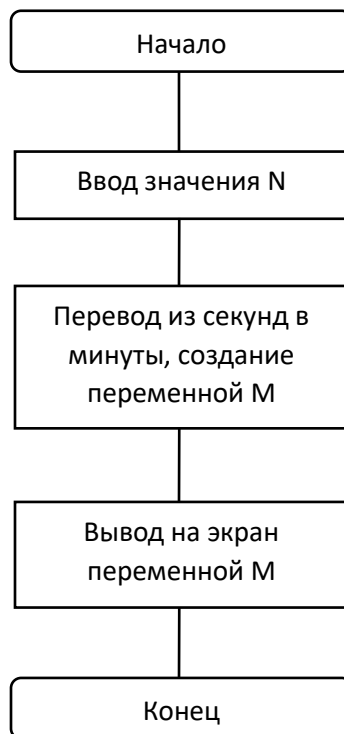 Начало
Ввод значения N
Перевод из секунд в
минуты, создание
переменной М
Вывод на экран
переменной М
Конец